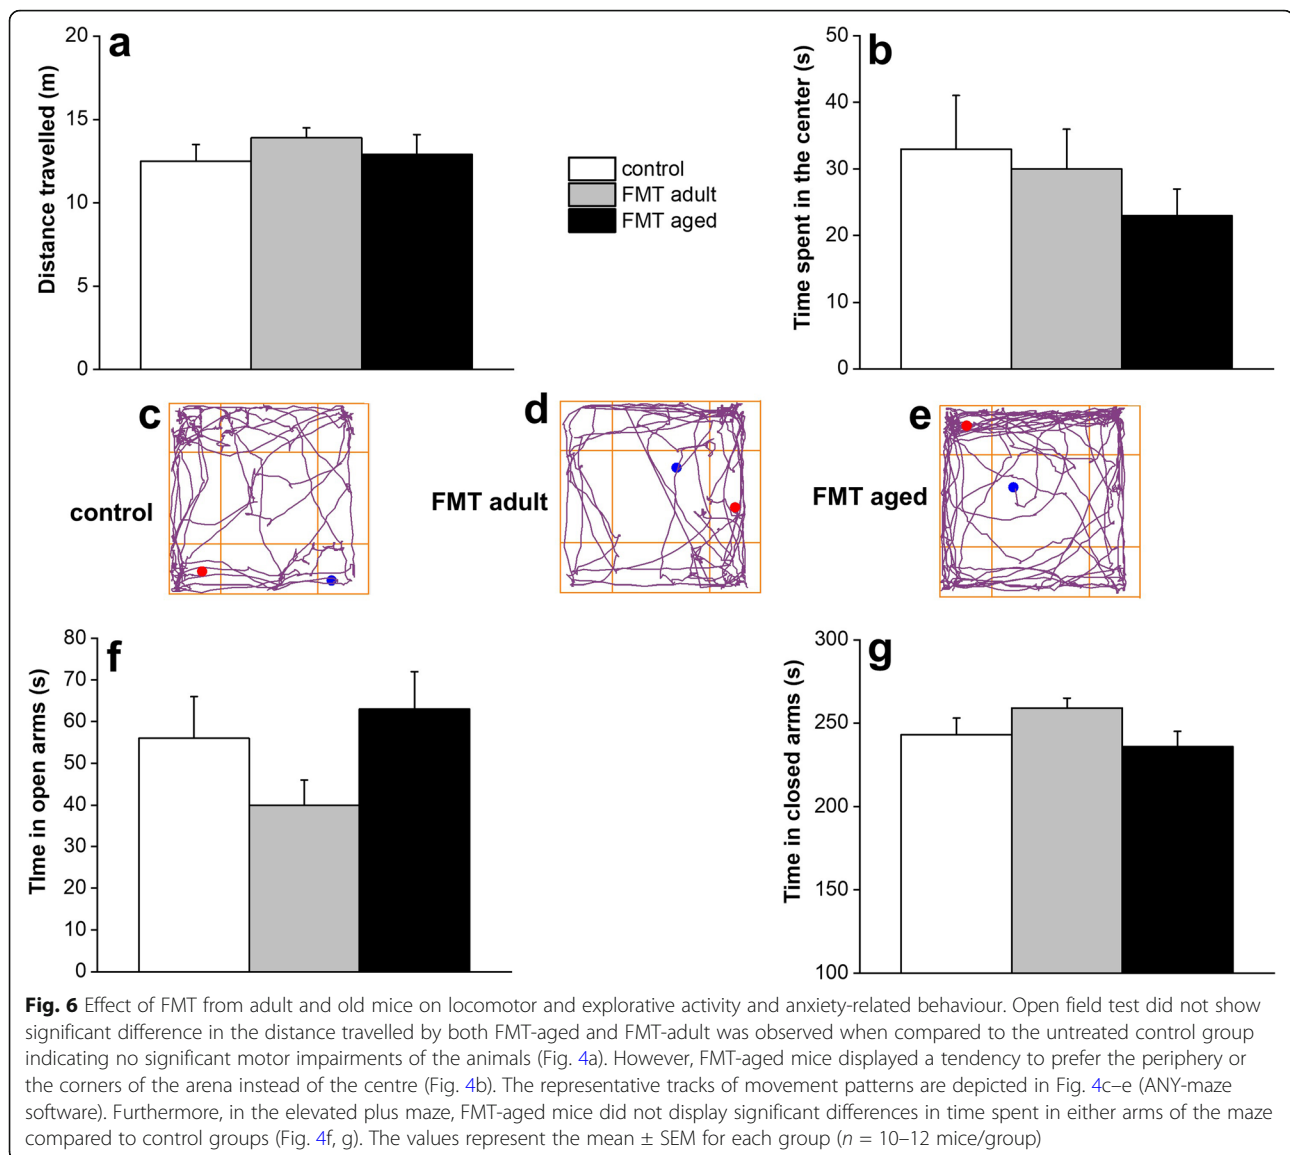 a
20
15
10
5
0
Distance travelled (m)
control
FMT adult
FMT aged
b
50
40
30
20
10
0
Time spent in the center (s)
c
control
d
FMT adult
e
FMT aged
f
80
70
60
50
40
30
20
10
0
TIme in open arms (s)
g
300
250
200
150
100
Time in closed arms (s)
Fig. 6 Effect of FMT from adult and old mice on locomotor and explorative activity and anxiety-related behaviour. Open field test did not show
significant difference in the distance travelled by both FMT-aged and FMT-adult was observed when compared to the untreated control group
indicating no significant motor impairments of the animals (Fig. 4a). However, FMT-aged mice displayed a tendency to prefer the periphery or
the corners of the arena instead of the centre (Fig. 4b). The representative tracks of movement patterns are depicted in Fig. 4c–e (ANY-maze
software). Furthermore, in the elevated plus maze, FMT-aged mice did not display significant differences in time spent in either arms of the maze
compared to control groups (Fig. 4f, g). The values represent the mean ± SEM for each group (n = 10–12 mice/group)